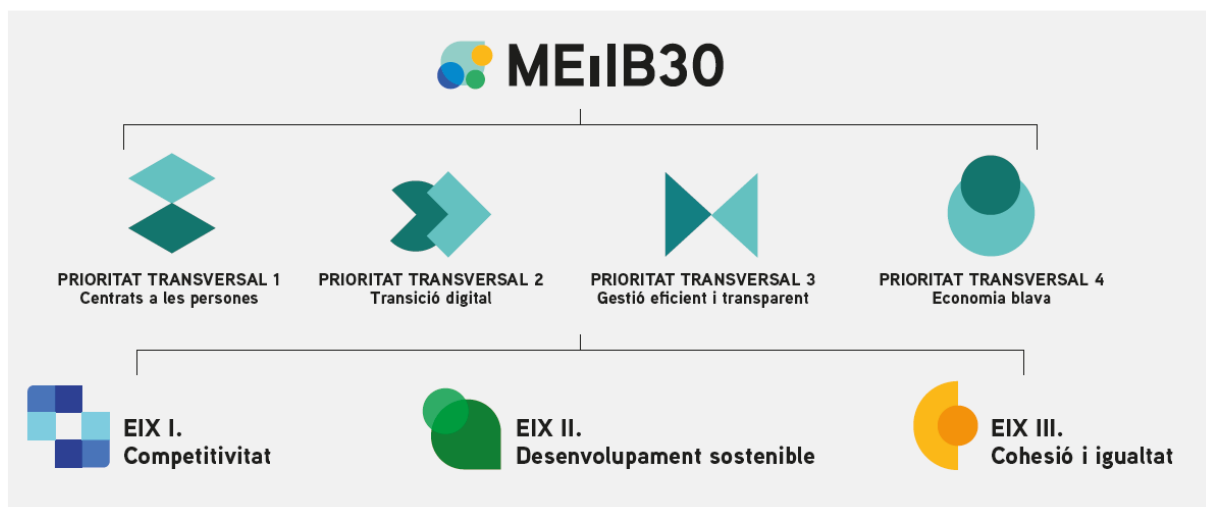 MEIIB30
PRIORITAT TRANSVERSAL 1
Centrats a les persones
PRIORITAT TRANSVERSAL 2
Transició digital
PRIORITAT TRANSVERSAL 3
Gestió eficient i transparent
PRIORITAT TRANSVERSAL 4
Economia blava
EIX I.
Competitivitat
EIX II.
Desenvolupament sostenible
EIX III.
Cohesió i igualtat